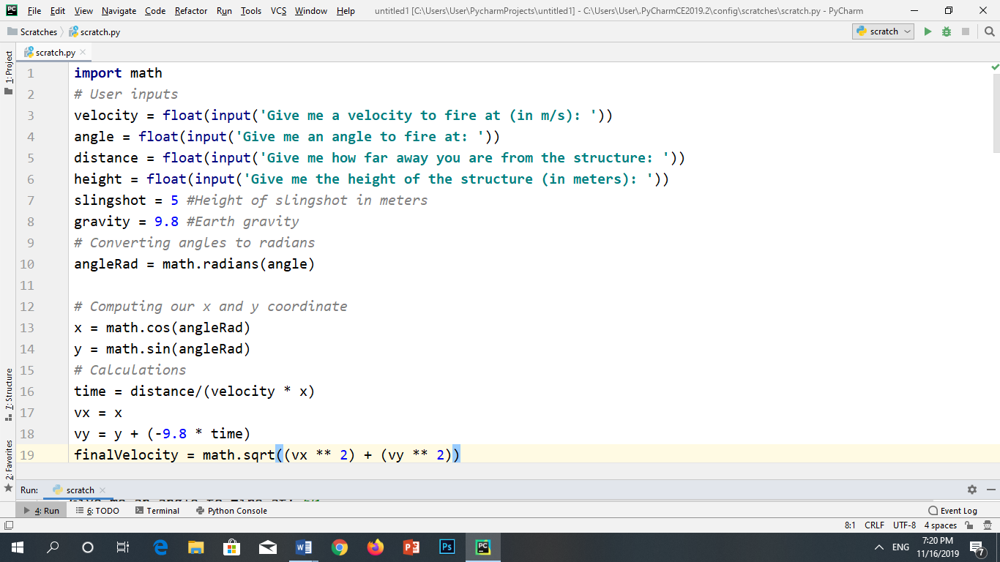 File Edit View Navigate Code Refactor Run Tools VCS Window Help untitled1 [C:\Users\User\PycharmProjects\untitled1] - C:\Users\User\.PyCharmCE2019.2\config\scratches\scratch.py - PyCharm
Scratches scratch.py scratch
scratch.py
1: Project
1 import math
2 # User inputs
3 velocity = float(input('Give me a velocity to fire at (in m/s): '))
4 angle = float(input('Give me an angle to fire at: '))
5 distance = float(input('Give me how far away you are from the structure: '))
6 height = float(input('Give me the height of the structure (in meters): '))
7 slingshot = 5 #Height of slingshot in meters
8 gravity = 9.8 #Earth gravity
9 # Converting angles to radians
10 angleRad = math.radians(angle)
11
12 # Computing our x and y coordinate
13 x = math.cos(angleRad)
14 y = math.sin(angleRad)
15 # Calculations
16 time = distance/(velocity * x)
17 vx = x
18 vy = y + (-9.8 * time)
19 finalVelocity = math.sqrt((vx ** 2) + (vy ** 2))
7: Structure
2: Favorites
Run: scratch
4: Run 6: TODO Terminal Python Console Event Log
8:1 CRLF UTF-8 4 spaces
ENG 7:20 PM
11/16/2019 7